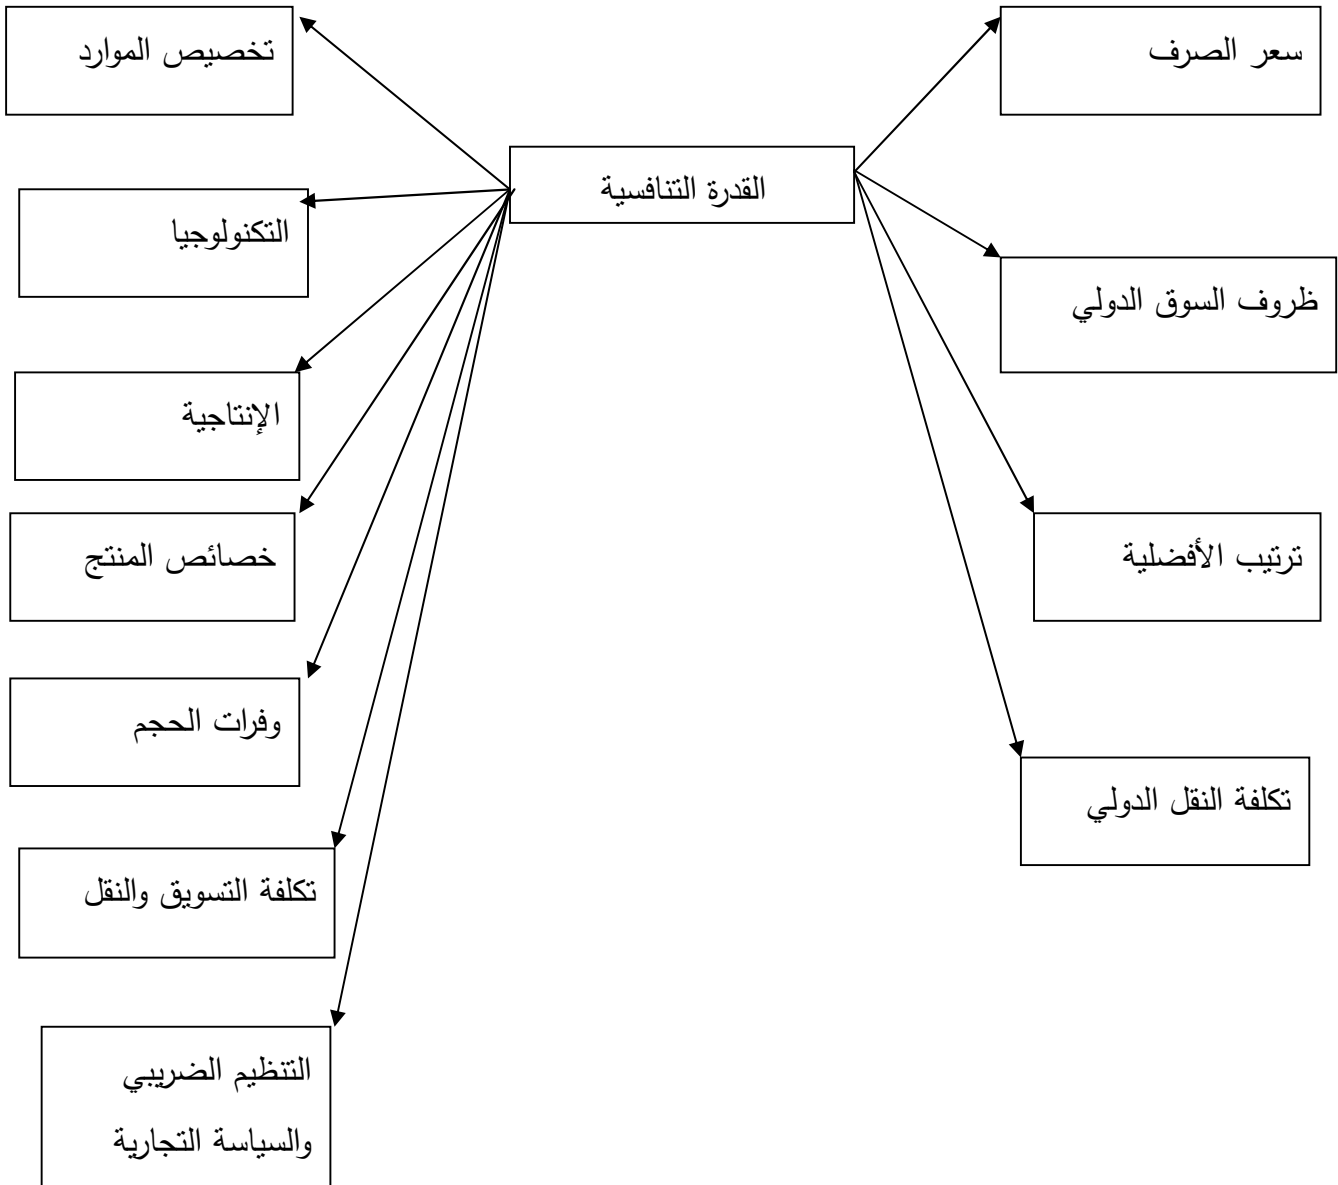 سعر الصرف
تخصيص الموارد
القدرة التنافسية
التكنولوجيا
ظروف السوق الدولي
الإنتاجية
ترتيب الأفضلية
خصائص المنتج
وفرات الحجم
تكلفة النقل الدولي
تكلفة التسويق والنقل
التنظيم الضريبي
والسياسة التجارية